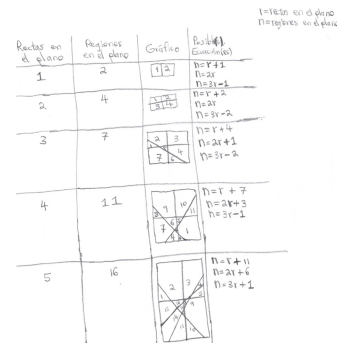 r=rectas en el plano
n=regiones en el plano
Rectas en el plano
Regiones en el plano
Gráfico
Posibles Ecuación(es)
1
2
1 2
n=r+1
n=2r
n=3r-1
2
4
n=r+2
n=2r
n=3r-2
3
7
n=r+4
n=2r+1
n=3r-2
4
11
n=r+7
n=2r+3
n=3r-1
5
16
n=r+11
n=2r+6
n=3r+1